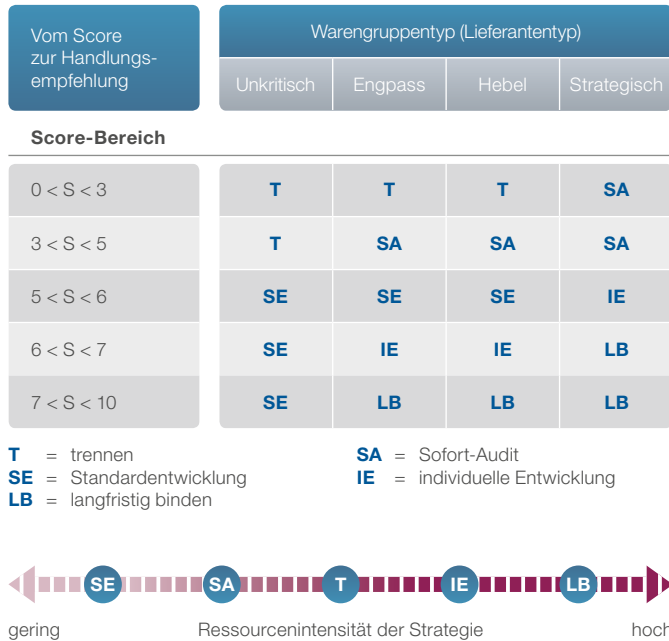 Vom Score
zur Handlungs-
empfehlung
Warengruppentyp (Lieferantentyp)
Unkritisch Engpass Hebel Strategisch
Score-Bereich
0 < S < 3 T T T SA
3 < S < 5 T SA SA SA
5 < S < 6 SE SE SE IE
6 < S < 7 SE IE IE LB
7 < S < 10 SE LB LB LB
T = trennen SA = Sofort-Audit
SE = Standardentwicklung IE = individuelle Entwicklung
LB = langfristig binden
SE SA T IE LB
gering Ressourcenintensität der Strategie hoch